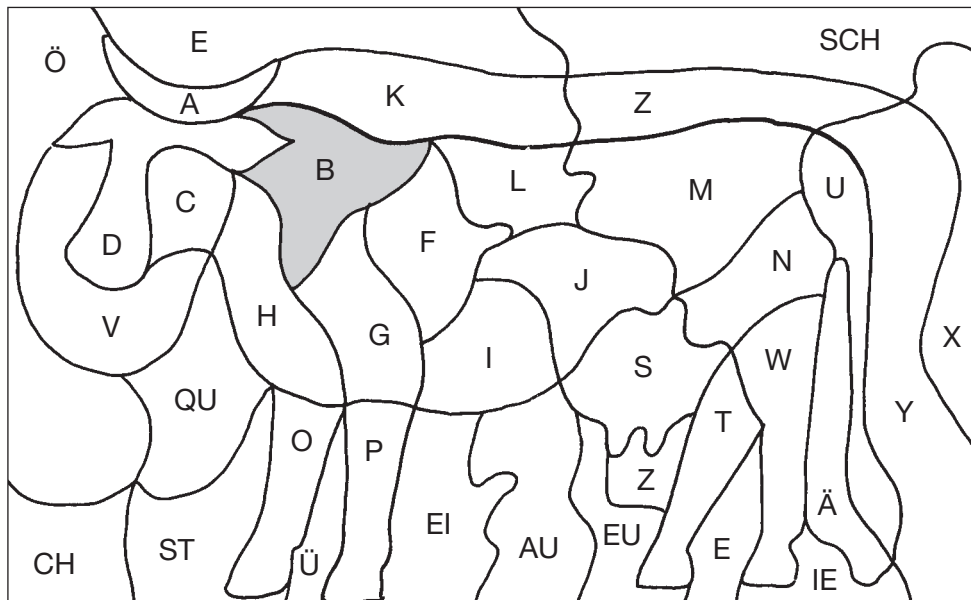 Ö E SCH
A K Z
B L M U
C F
D J N
V H G I X
QU S W Y
O P T
Z
CH ST Ü EI AU EU E Ä IE